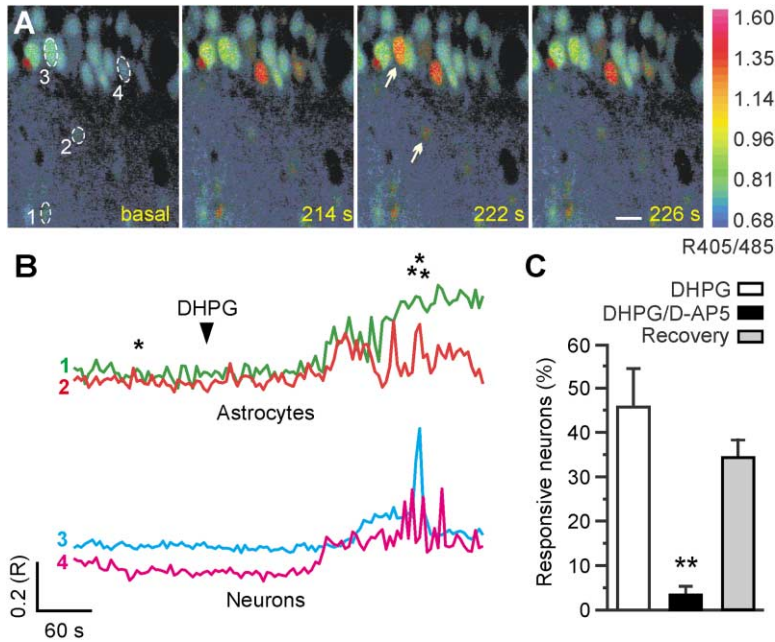 A
3
4
2
1
basal
214 s
222 s
226 s
1.60
1.35
1.14
0.96
0.81
0.68
R405/485
B
DHPG
*
*
**
1
2
Astrocytes
3
4
Neurons
0.2 (R)
60 s
C
DHPG
DHPG/D-AP5
Recovery
Responsive neurons (%)
60
50
40
30
20
10
0
**